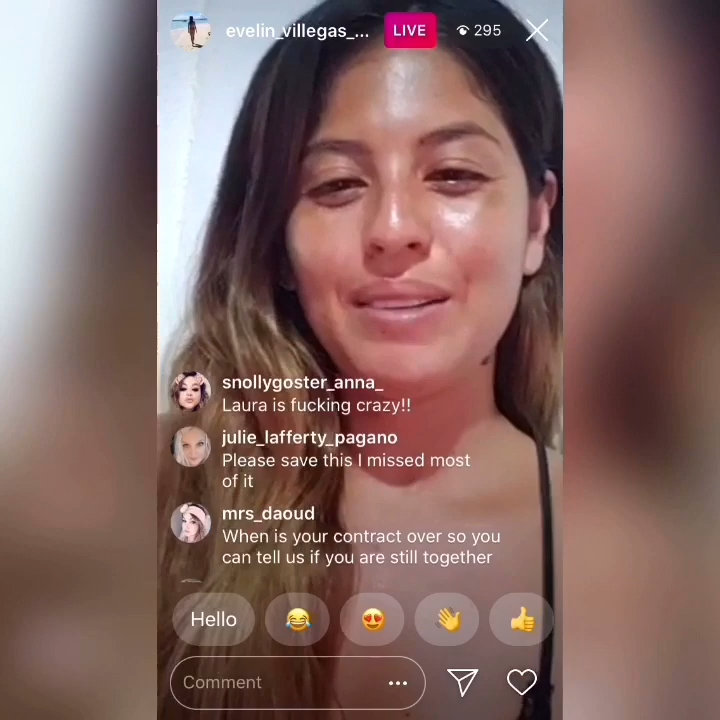 evelin_villegas_... LIVE 295
snollygoster_anna_
Laura is fucking crazy!!
julie_lafferty_pagano
Please save this I missed most
of it
mrs_daoud
When is your contract over so you
can tell us if you are still together
Hello
Comment